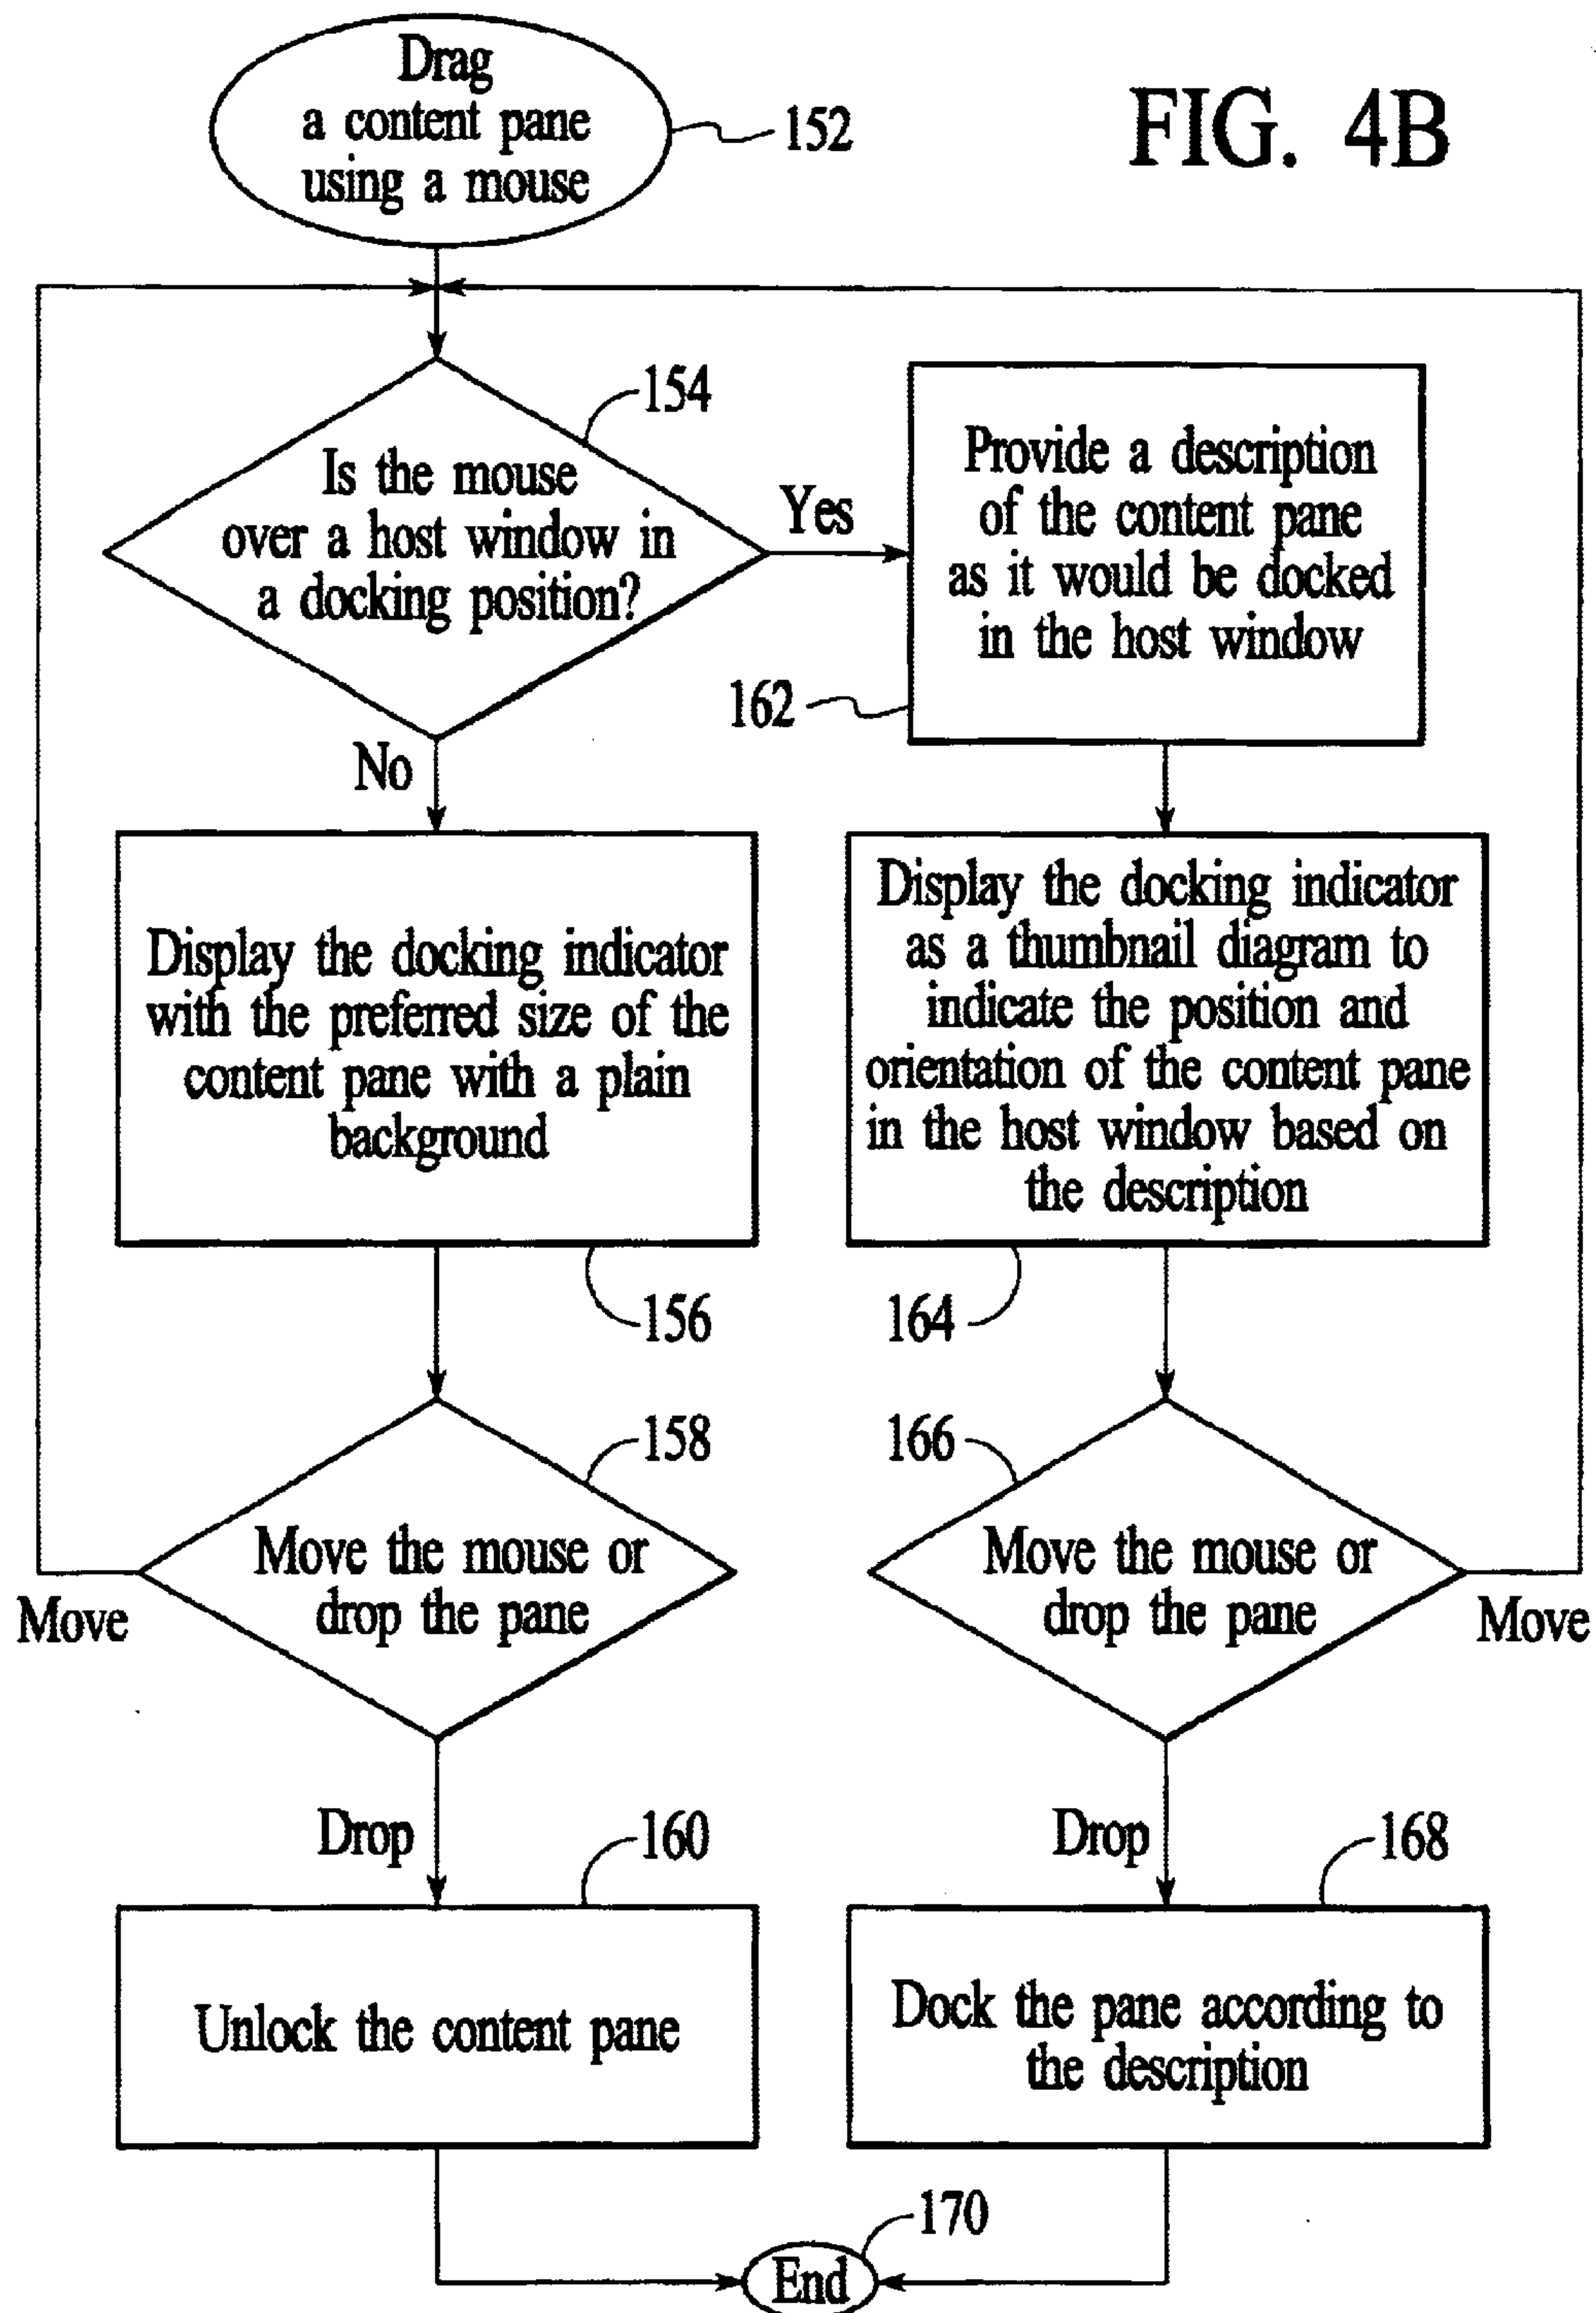 FIG. 4B
Drag
a content pane
using a mouse
152
154
Is the mouse
over a host window in
a docking position?
Yes
No
Provide a description
of the content pane
as it would be docked
in the host window
162
Display the docking indicator
with the preferred size of the
content pane with a plain
background
156
Display the docking indicator
as a thumbnail diagram to
indicate the position and
orientation of the content pane
in the host window based on
the description
164
158
Move the mouse or
drop the pane
Move
166
Move the mouse or
drop the pane
Move
Drop
160
Unlock the content pane
Drop
168
Dock the pane according to
the description
170
End